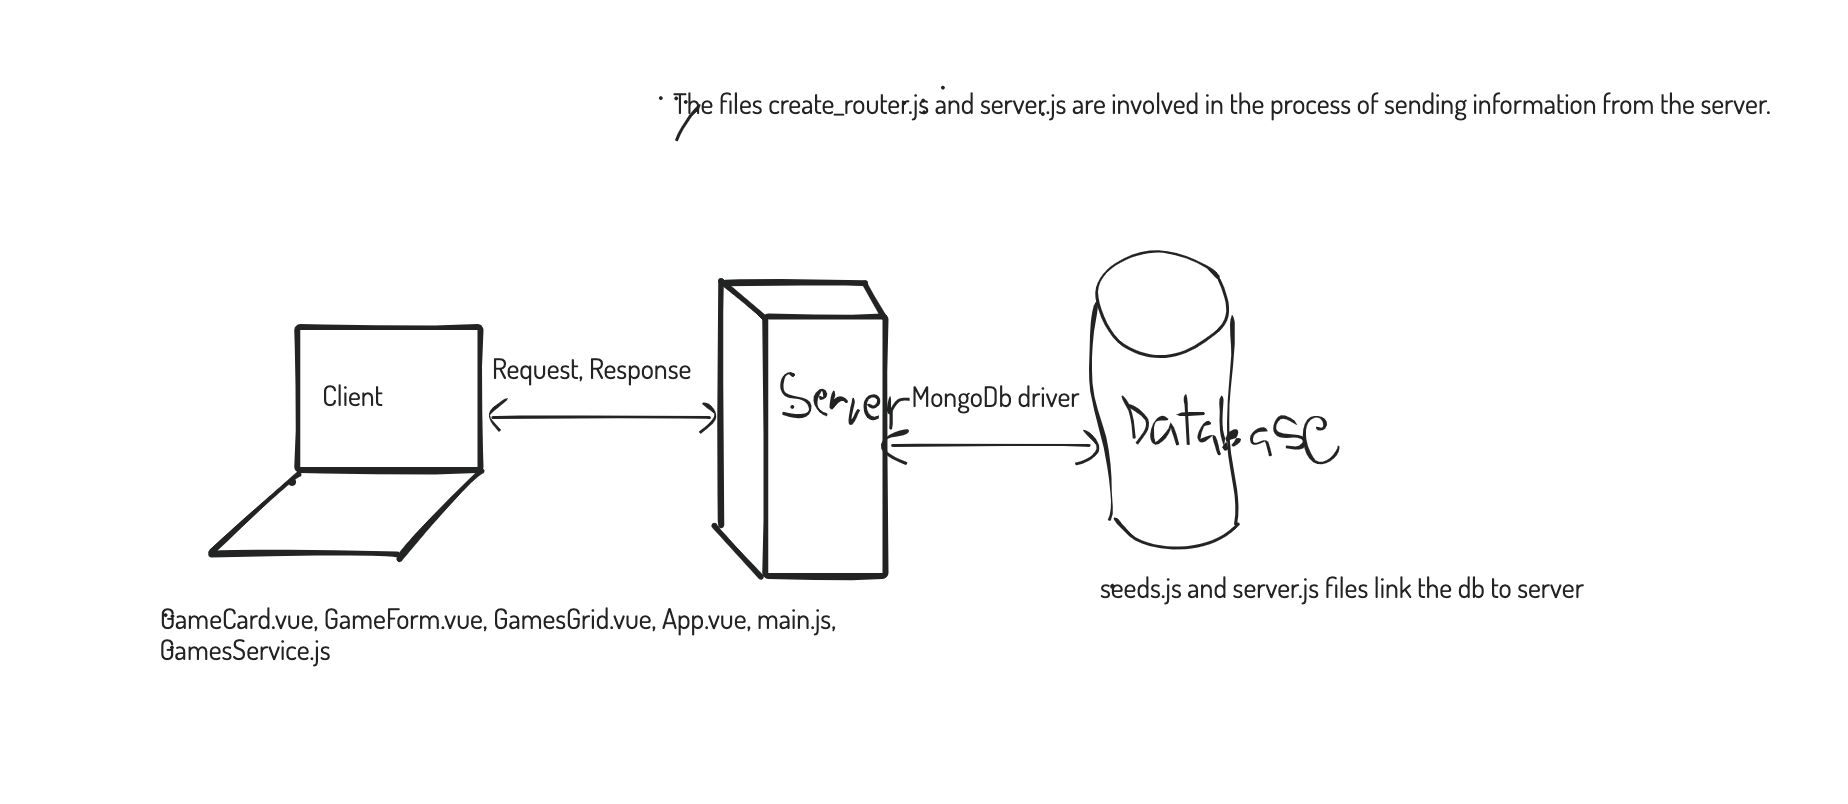 The files create_router.js and server.js are involved in the process of sending information from the server.
Request, Response
Client
Server
MongoDb driver
Database
seeds.js and server.js files link the db to server
GameCard.vue, GameForm.vue, GamesGrid.vue, App.vue, main.js,
GamesService.js